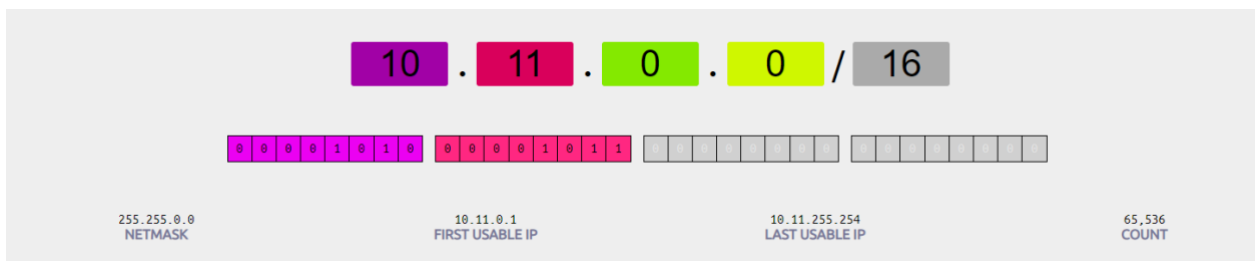 10 . 11 . 0 . 0 / 16
0 0 0 0 1 0 1 0 0 0 0 0 1 0 1 1 0 0 0 0 0 0 0 0 0 0 0 0 0 0 0 0
255.255.0.0 10.11.0.1 10.11.255.254 65,536
NETMASK FIRST USABLE IP LAST USABLE IP COUNT